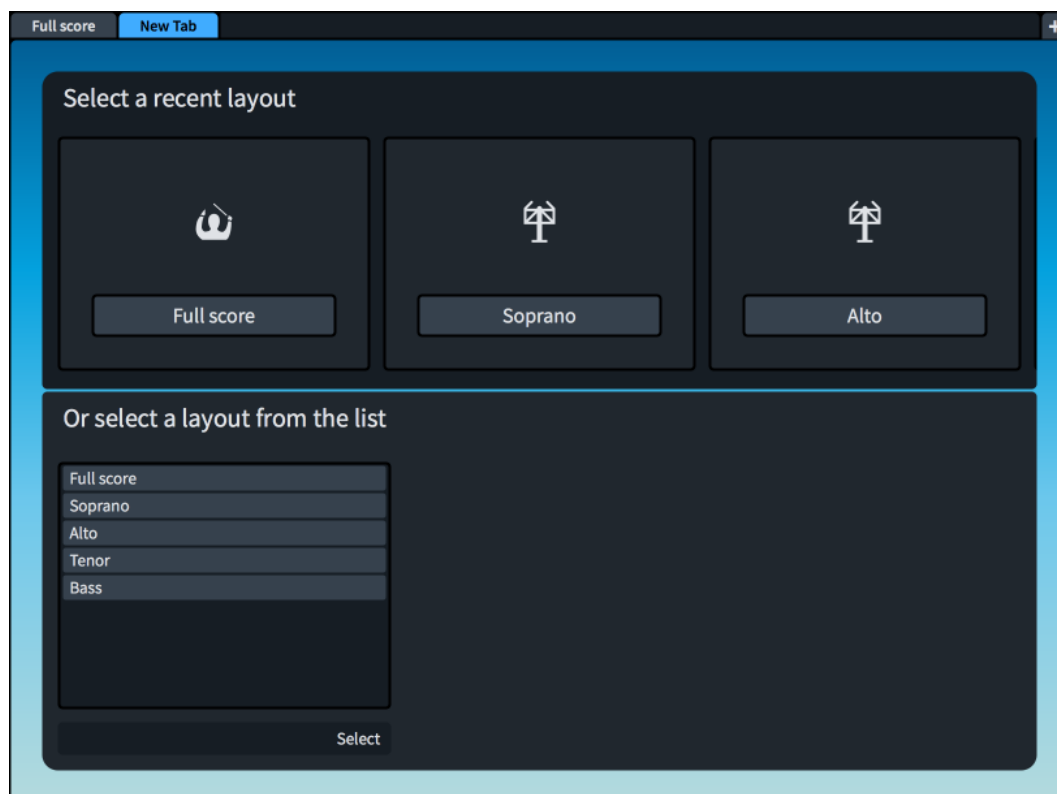 Full score New Tab +
Select a recent layout
Full score Soprano Alto
Or select a layout from the list
Full score
Soprano
Alto
Tenor
Bass
Select